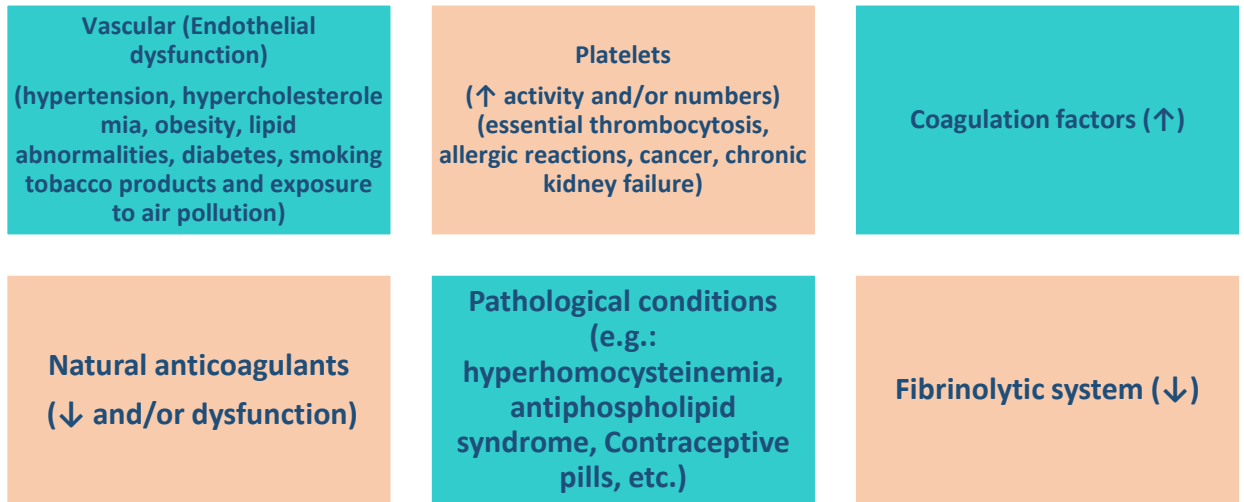 Vascular (Endothelial
dysfunction)
(hypertension, hypercholesterole
mia, obesity, lipid
abnormalities, diabetes, smoking
tobacco products and exposure
to air pollution)
Platelets
(↑ activity and/or numbers)
(essential thrombocytosis,
allergic reactions, cancer, chronic
kidney failure)
Coagulation factors (↑)
Natural anticoagulants
(↓ and/or dysfunction)
Pathological conditions
(e.g.:
hyperhomocysteinemia,
antiphospholipid
syndrome, Contraceptive
pills, etc.)
Fibrinolytic system (↓)